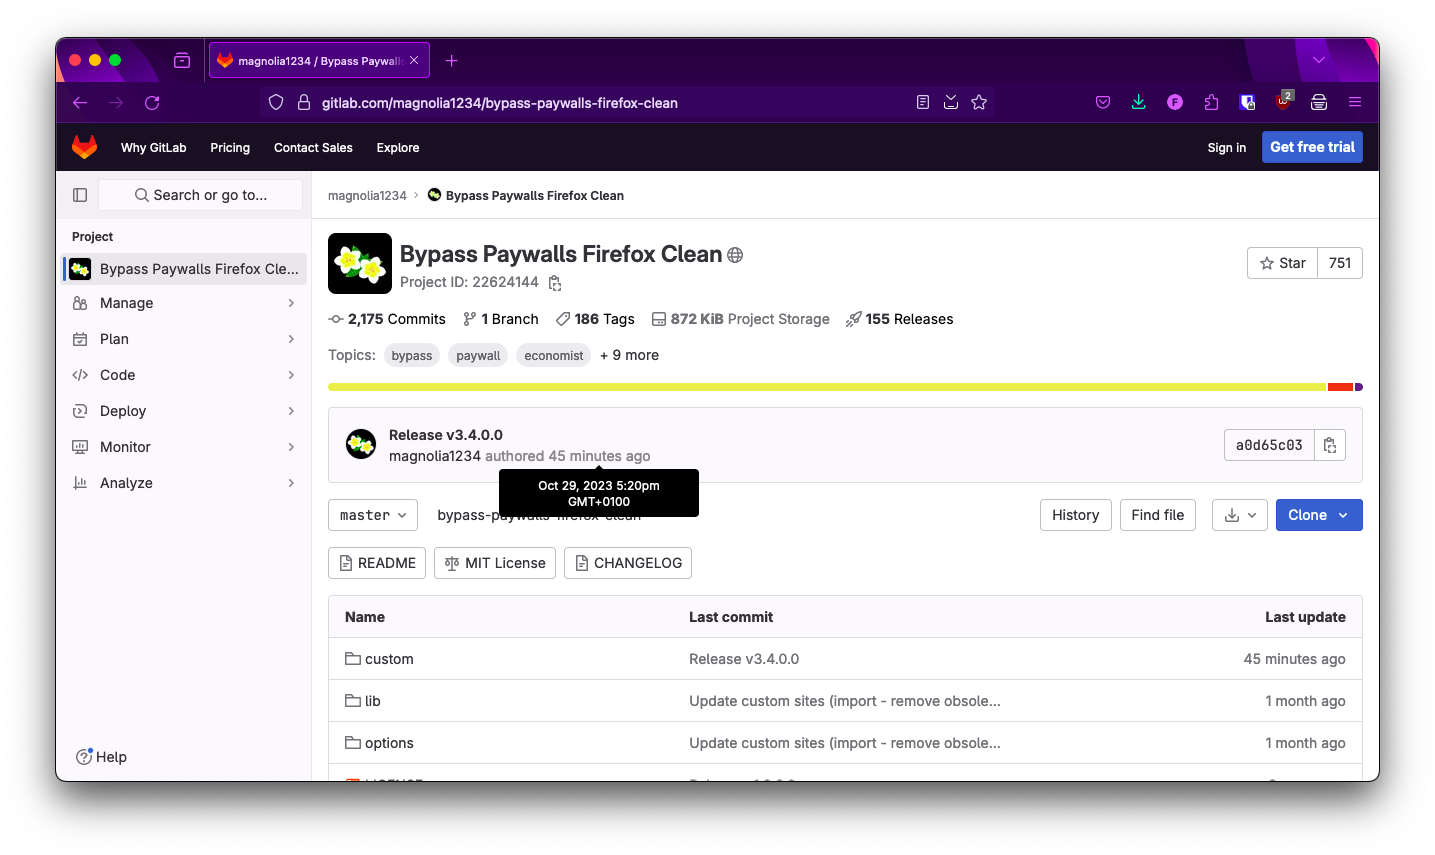 magnolia1234 / Bypass Paywalls
gitlab.com/magnolia1234/bypass-paywalls-firefox-clean
F
2
Why GitLab Pricing Contact Sales Explore
Sign in Get free trial
Search or go to...
magnolia1234 › Bypass Paywalls Firefox Clean
Project
Bypass Paywalls Firefox Cle...
Manage
Plan
Code
Deploy
Monitor
Analyze
Help
Bypass Paywalls Firefox Clean
Project ID: 22624144
Star 751
2,175 Commits 1 Branch 186 Tags 872 KiB Project Storage 155 Releases
Topics: bypass paywall economist + 9 more
Release v3.4.0.0
magnolia1234 authored 45 minutes ago
a0d65c03
Oct 29, 2023 5:20pm
GMT+0100
master bypass-paywalls-firefox-clean
History Find file Clone
README MIT License CHANGELOG
Name Last commit Last update
custom Release v3.4.0.0 45 minutes ago
lib Update custom sites (import - remove obsole... 1 month ago
options Update custom sites (import - remove obsole... 1 month ago